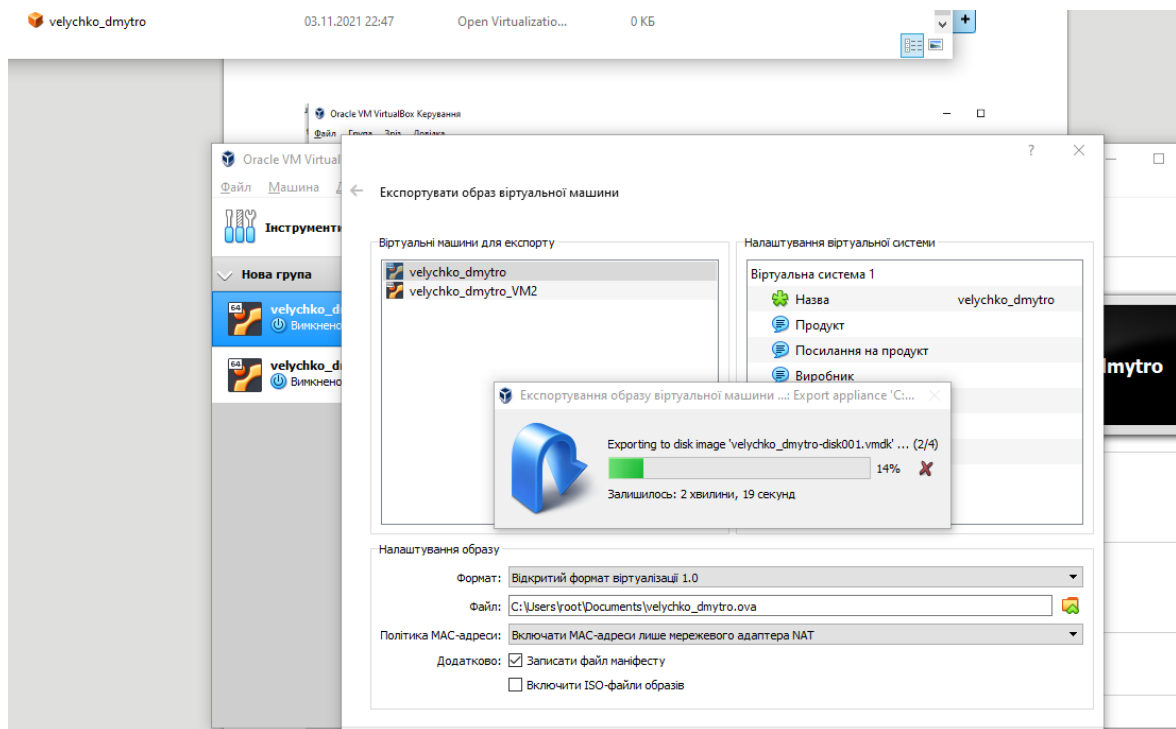 velychko_dmytro 03.11.2021 22:47 Open Virtualizatio... 0 КБ
Oracle VM VirtualBox Керування
Файл Група Зріз Довідка
Oracle VM Virtual
Файл Машина
Інструменти
Експортувати образ віртуальної машини
Віртуальні машини для експорту
Налаштування віртуальної системи
Нова група
velychko_dmytro
velychko_dmytro_VM2
Віртуальна система 1
Назва velychko_dmytro
Продукт
Посилання на продукт
Виробник
64
velychko_d
Вимкнено
64
velychko_d
Вимкнено
lmytro
Експортування образу віртуальної машини ...: Export appliance 'C:...
Exporting to disk image 'velychko_dmytro-disk001.vmdk' ... (2/4)
14%
Залишилось: 2 хвилини, 19 секунд
Налаштування образу
Формат: Відкритий формат віртуалізації 1.0
Файл: C:\Users\root\Documents\velychko_dmytro.ova
Політика MAC-адреси: Включати MAC-адреси лише мережевого адаптера NAT
Додатково: Записати файл маніфесту
Включити ISO-файли образів